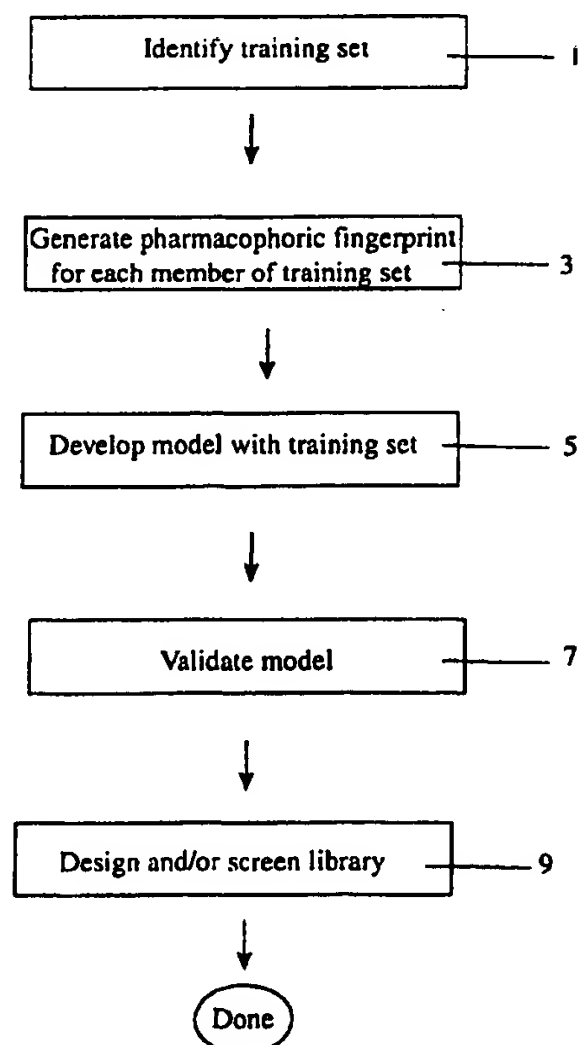 Identify training set
1
Generate pharmacophoric fingerprint
for each member of training set
3
Develop model with training set
5
Validate model
7
Design and/or screen library
9
Done